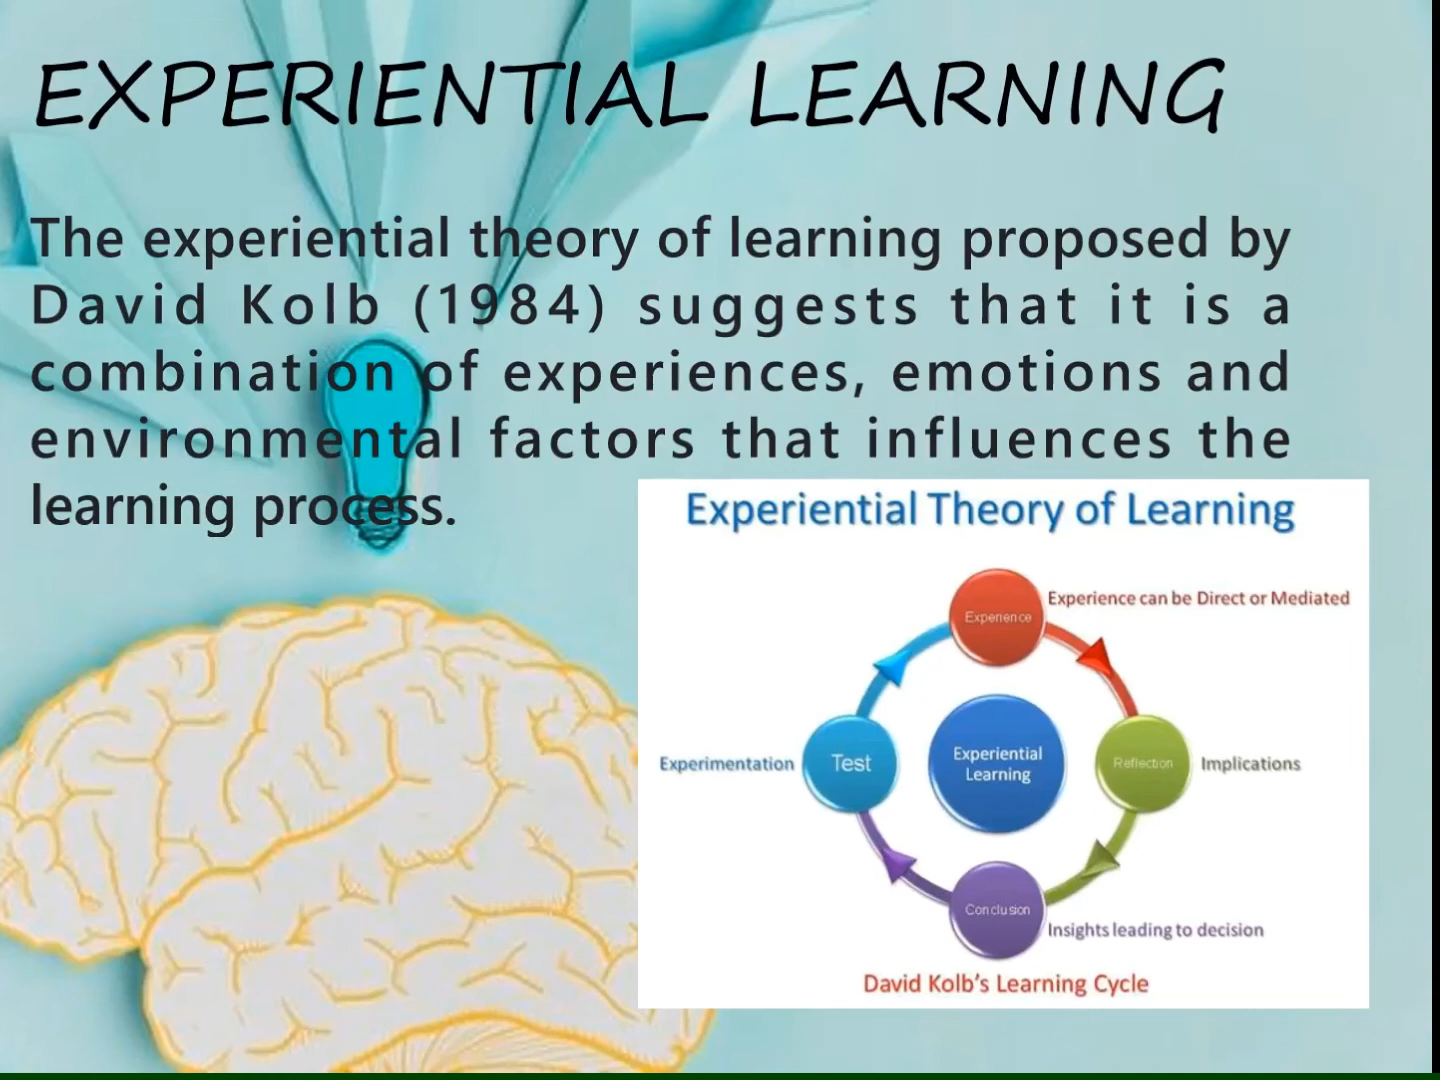 EXPERIENTIAL LEARNING
The experiential theory of learning proposed by
David Kolb (1984) suggests that it is a
combination of experiences, emotions and
environmental factors that influences the
learning process.
Experiential Theory of Learning
Experience
Experience can be Direct or Mediated
Experimentation
Test
Experiential
Learning
Reflection
Implications
Conclusion
Insights leading to decision
David Kolb's Learning Cycle